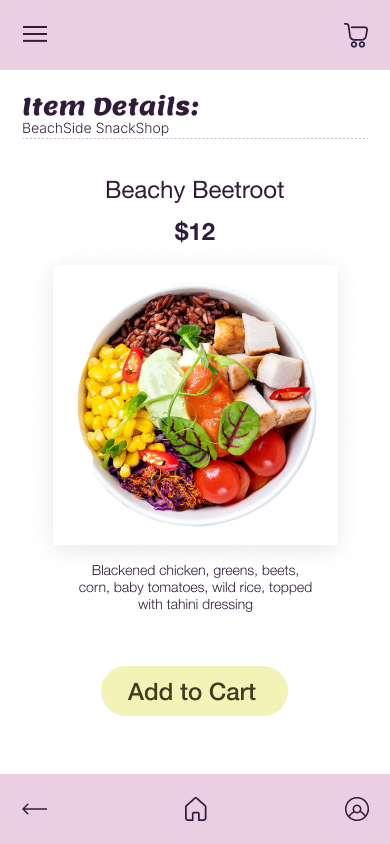 Item Details:
BeachSide SnackShop
Beachy Beetroot
$12
Blackened chicken, greens, beets,
corn, baby tomatoes, wild rice, topped
with tahini dressing
Add to Cart